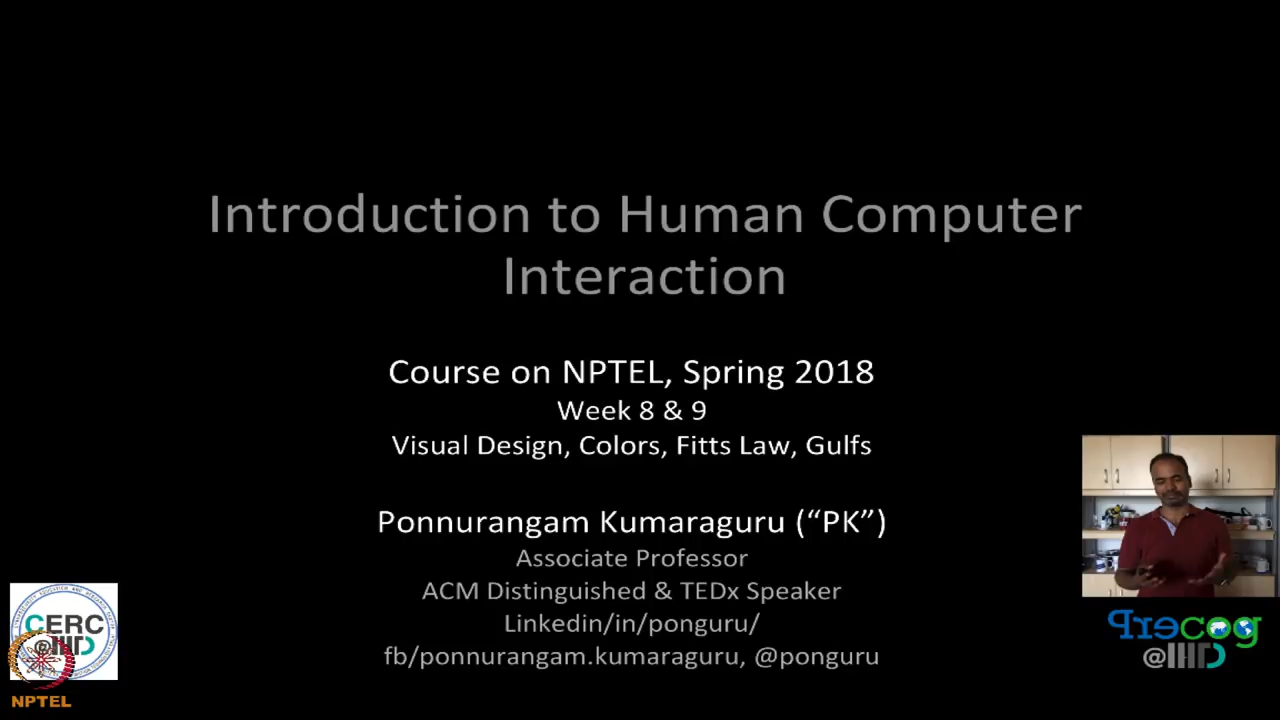 Introduction to Human Computer
Interaction
Course on NPTEL, Spring 2018
Week 8 & 9
Visual Design, Colors, Fitts Law, Gulfs
Ponnurangam Kumaraguru (“PK”)
Associate Professor
ACM Distinguished & TEDx Speaker
Linkedin/in/ponguru/
fb/ponnurangam.kumaraguru, @ponguru
CERC
@IIITD
NPTEL
Precog
@IIITD